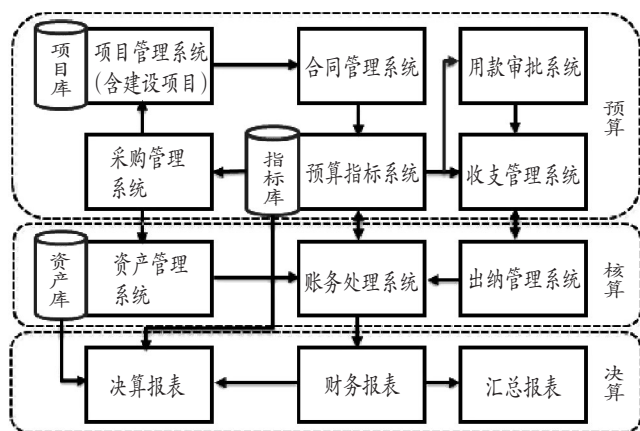 项目库
项目管理系统
(含建设项目)
合同管理系统
用款审批系统
预算
采购管理
系统
指标库
预算指标系统
收支管理系统
资产库
资产管理
系统
账务处理系统
出纳管理系统
核算
决算报表
财务报表
汇总报表
决算